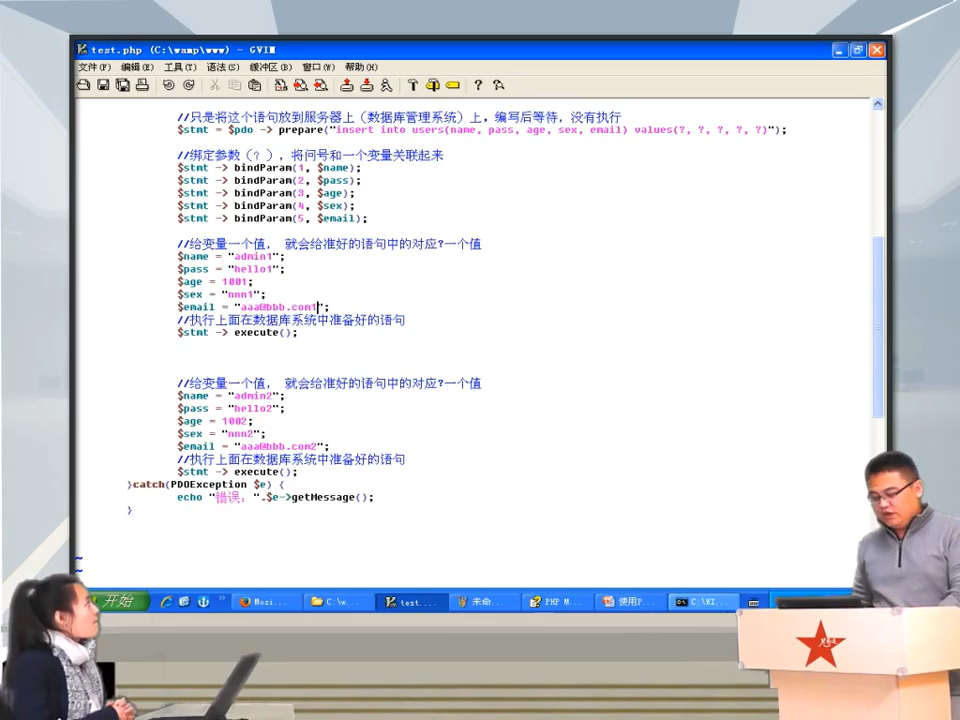 test.php (C:\wamp\www) - GVIM
文件(F) 编辑(E) 工具(T) 语法(S) 缓冲区(B) 窗口(W) 帮助(H)
//只是将这个语句放到服务器上（数据库管理系统）上，编写后等待，没有执行
$stmt = $pdo -> prepare("insert into users(name, pass, age, sex, email) values(?, ?, ?, ?, ?)");
//绑定参数（？），将问号和一个变量关联起来
$stmt -> bindParam(1, $name);
$stmt -> bindParam(2, $pass);
$stmt -> bindParam(3, $age);
$stmt -> bindParam(4, $sex);
$stmt -> bindParam(5, $email);
//给变量一个值， 就会给准好的语句中的对应?一个值
$name = "admin1";
$pass = "hello1";
$age = 1001;
$sex = "nnn1";
$email = "aaa@bbb.com1";
//执行上面在数据库系统中准备好的语句
$stmt -> execute();
//给变量一个值， 就会给准好的语句中的对应?一个值
$name = "admin2";
$pass = "hello2";
$age = 1002;
$sex = "nnn2";
$email = "aaa@bbb.com2";
//执行上面在数据库系统中准备好的语句
$stmt -> execute();
}catch(PDOException $e) {
echo "错误：".$e->getMessage();
}
~
~
开始 Mozi... C:\w... test.... 未命... PHP M... 使用P... C:\WI...